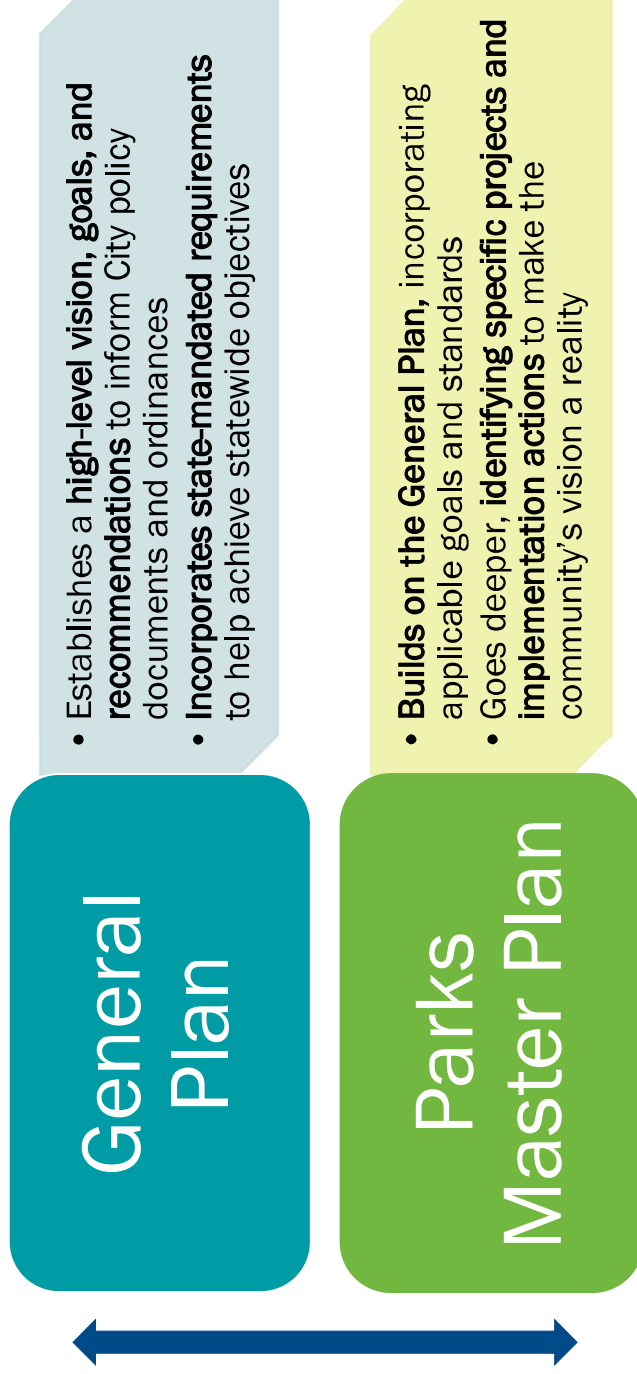 General
Plan
• Establishes a high-level vision, goals, and
recommendations to inform City policy
documents and ordinances
• Incorporates state-mandated requirements
to help achieve statewide objectives
Parks
Master Plan
• Builds on the General Plan, incorporating
applicable goals and standards
• Goes deeper, identifying specific projects and
implementation actions to make the
community’s vision a reality